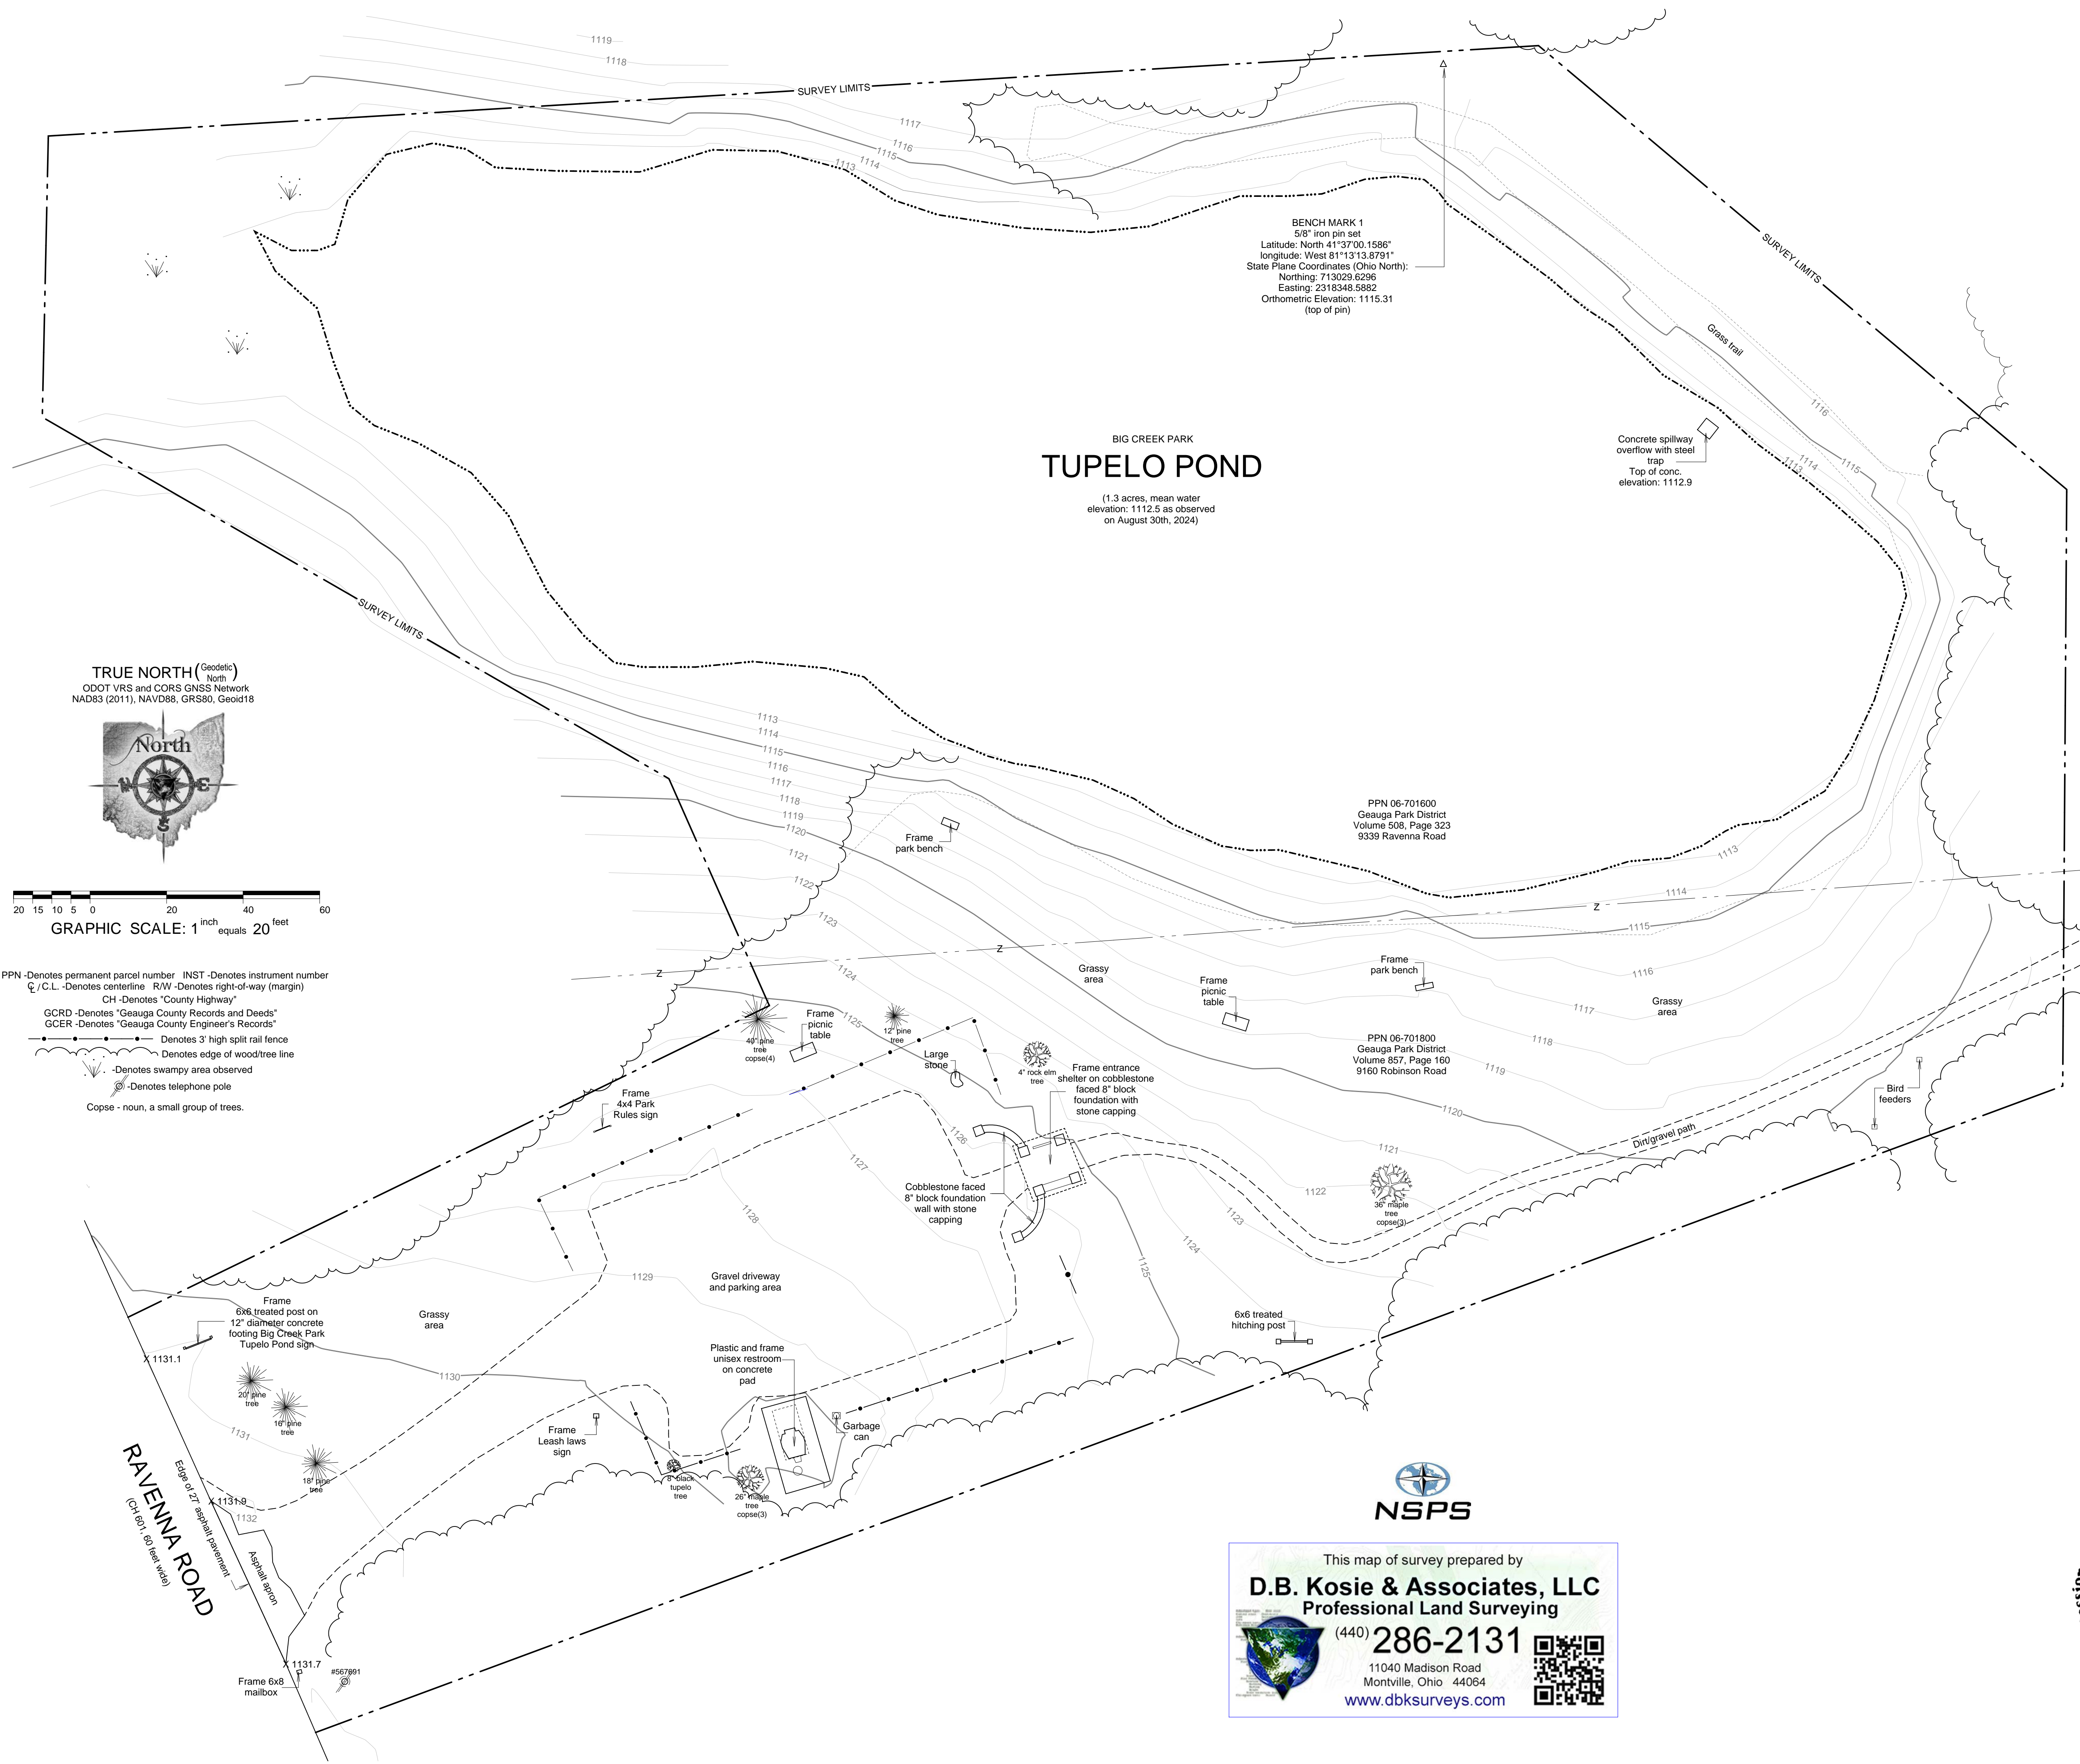 1119
1118
SURVEY LIMITS
1117
1116
1115
1114
1113
BENCH MARK 1
5/8" iron pin set
Latitude: North 41°37'00.1586"
longitude: West 81°13'13.8791"
State Plane Coordinates (Ohio North):
Northing: 713029.6296
Easting: 2318348.5882
Orthometric Elevation: 1115.31
(top of pin)
SURVEY LIMITS
Grass trail
1116
1115
1114
1113
Concrete spillway
overflow with steel
trap
Top of conc.
elevation: 1112.9
BIG CREEK PARK
TUPELO POND
(1.3 acres, mean water
elevation: 1112.5 as observed
on August 30th, 2024)
SURVEY LIMITS
TRUE NORTH (Geodetic North)
ODOT VRS and CORS GNSS Network
NAD83 (2011), NAVD88, GRS80, Geoid18
North
E
S
20 15 10 5 0 20 40 60
GRAPHIC SCALE: 1 inch equals 20 feet
PPN -Denotes permanent parcel number INST -Denotes instrument number
℄ / C.L. -Denotes centerline R/W -Denotes right-of-way (margin)
CH -Denotes "County Highway"
GCRD -Denotes "Geauga County Records and Deeds"
GCER -Denotes "Geauga County Engineer's Records"
Denotes 3' high split rail fence
Denotes edge of wood/tree line
-Denotes swampy area observed
-Denotes telephone pole
Copse - noun, a small group of trees.
1113
1114
1115
1116
1117
1118
1119
1120
1121
1122
1123
1124
1125
1126
1127
1128
1129
1130
1131
1132
Frame
park bench
PPN 06-701600
Geauga Park District
Volume 508, Page 323
9339 Ravenna Road
1113
1114
1115
1116
1117
1118
1119
1120
1121
1122
1123
1124
1125
Z
Z
Z
Grassy
area
Frame
picnic
table
Frame
park bench
Grassy
area
PPN 06-701800
Geauga Park District
Volume 857, Page 160
9160 Robinson Road
Bird
feeders
Dirt/gravel path
40" pine
tree
copse(4)
Frame
picnic
table
12" pine
tree
Large
stone
4" rock elm
tree
Frame entrance
shelter on cobblestone
faced 8" block
foundation with
stone capping
Frame
4x4 Park
Rules sign
Cobblestone faced
8" block foundation
wall with stone
capping
36" maple
tree
copse(3)
Gravel driveway
and parking area
Grassy
area
6x6 treated
hitching post
Frame
6x6 treated post on
12" diameter concrete
footing Big Creek Park
Tupelo Pond sign
X 1131.1
20" pine
tree
16" pine
tree
18" pine
tree
Plastic and frame
unisex restroom
on concrete
pad
Garbage
can
Frame
Leash laws
sign
8" black
tupelo
tree
26" maple
tree
copse(3)
X 1131.9
RAVENNA ROAD
(CH 601, 60 feet wide)
Edge of 27' asphalt pavement
Asphalt apron
X 1131.7
Frame 6x8
mailbox
#567691
NSPS
This map of survey prepared by
D.B. Kosie & Associates, LLC
Professional Land Surveying
(440) 286-2131
11040 Madison Road
Montville, Ohio 44064
www.dbksurveys.com